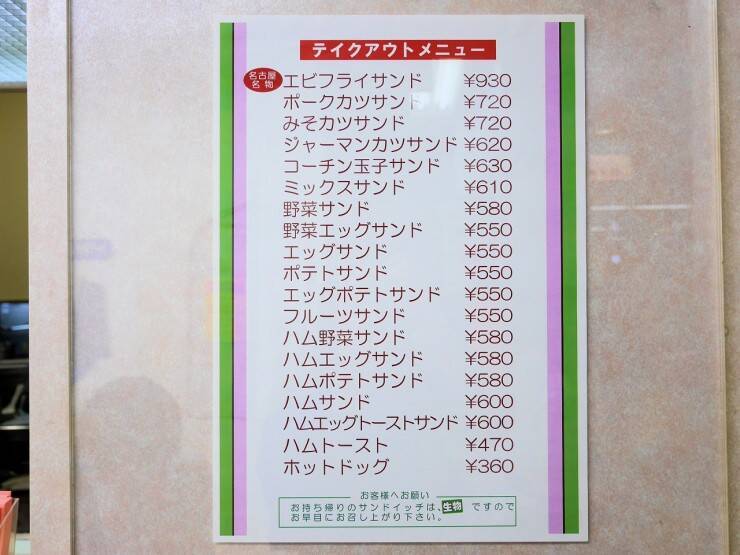 テイクアウトメニュー
名古屋
名物
エビフライサンド ¥930
ポークカツサンド ¥720
みそカツサンド ¥720
ジャーマンカツサンド ¥620
コーチン玉子サンド ¥630
ミックスサンド ¥610
野菜サンド ¥580
野菜エッグサンド ¥550
エッグサンド ¥550
ポテトサンド ¥550
エッグポテトサンド ¥550
フルーツサンド ¥550
ハム野菜サンド ¥580
ハムエッグサンド ¥580
ハムポテトサンド ¥580
ハムサンド ¥600
ハムエッグトーストサンド ¥600
ハムトースト ¥470
ホットドッグ ¥360
お客様へお願い
お持ち帰りのサンドイッチは、生物ですので
お早目にお召し上がり下さい。